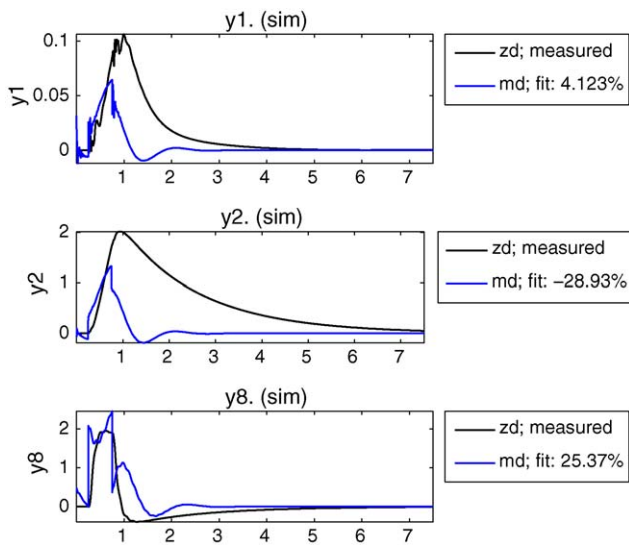 y1. (sim)
0.1
0.05
0
y1
1 2 3 4 5 6 7
zd; measured
md; fit: 4.123%
y2. (sim)
2
1
0
y2
1 2 3 4 5 6 7
zd; measured
md; fit: −28.93%
y8. (sim)
2
1
0
y8
1 2 3 4 5 6 7
zd; measured
md; fit: 25.37%